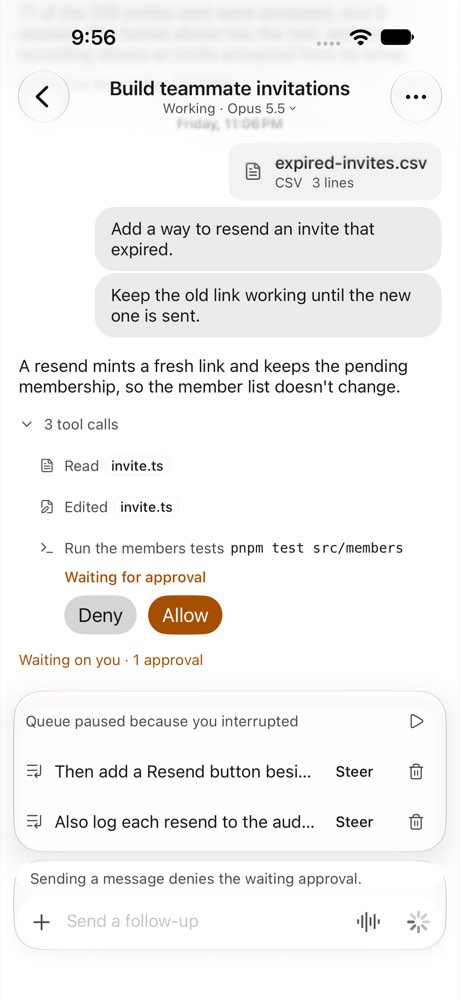 9:56
Build teammate invitations
Working · Opus 5.5
Friday, 11:06 PM
expired-invites.csv
CSV 3 lines
Add a way to resend an invite that
expired.
Keep the old link working until the new
one is sent.
A resend mints a fresh link and keeps the pending
membership, so the member list doesn't change.
3 tool calls
Read invite.ts
Edited invite.ts
Run the members tests pnpm test src/members
Waiting for approval
Deny Allow
Waiting on you · 1 approval
Queue paused because you interrupted
Then add a Resend button besi... Steer
Also log each resend to the aud... Steer
Sending a message denies the waiting approval.
Send a follow-up